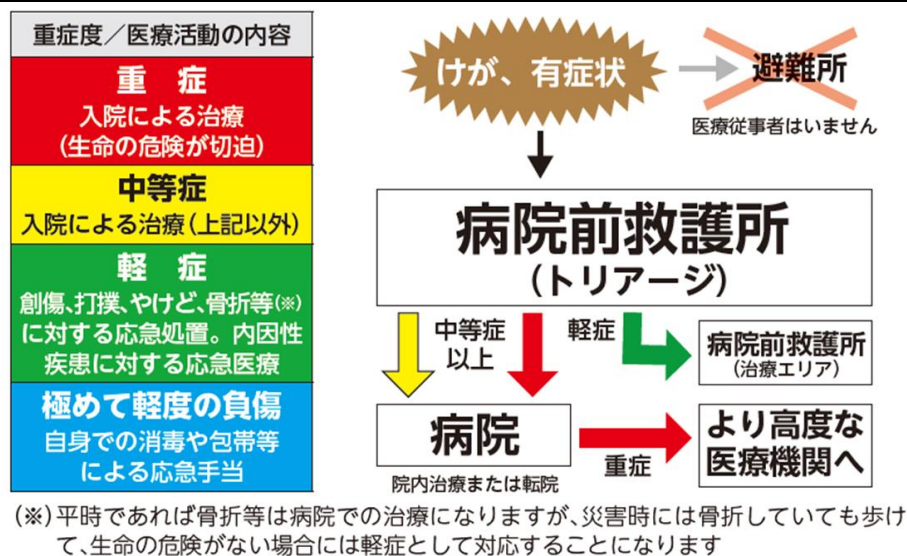 重症度／医療活動の内容
重 症
入院による治療
(生命の危険が切迫)
中等症
入院による治療(上記以外)
軽 症
創傷、打撲、やけど、骨折等(※)
に対する応急処置。内因性
疾患に対する応急医療
極めて軽度の負傷
自身での消毒や包帯等
による応急手当
けが、有症状
避難所
医療従事者はいません
病院前救護所
(トリアージ)
中等症
以上
軽症
病院前救護所
(治療エリア)
病院
院内治療または転院
重症
より高度な
医療機関へ
(※)平時であれば骨折等は病院での治療になりますが、災害時には骨折していても歩け
て、生命の危険がない場合には軽症として対応することになります